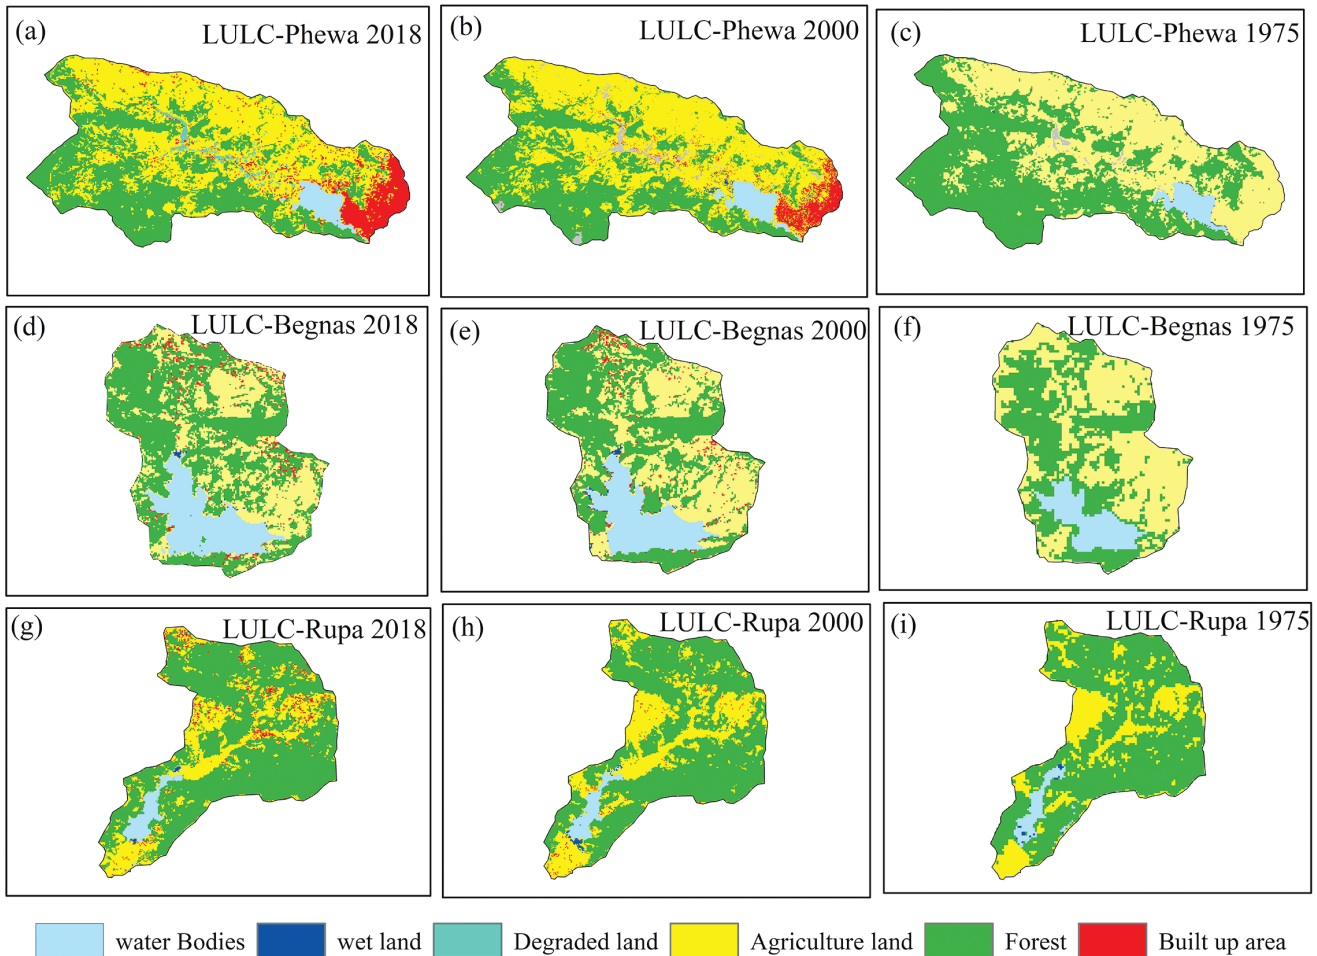 (a) LULC-Phewa 2018
(b) LULC-Phewa 2000
(c) LULC-Phewa 1975
(d) LULC-Begnas 2018
(e) LULC-Begnas 2000
(f) LULC-Begnas 1975
(g) LULC-Rupa 2018
(h) LULC-Rupa 2000
(i) LULC-Rupa 1975
water Bodies wet land Degraded land Agriculture land Forest Built up area